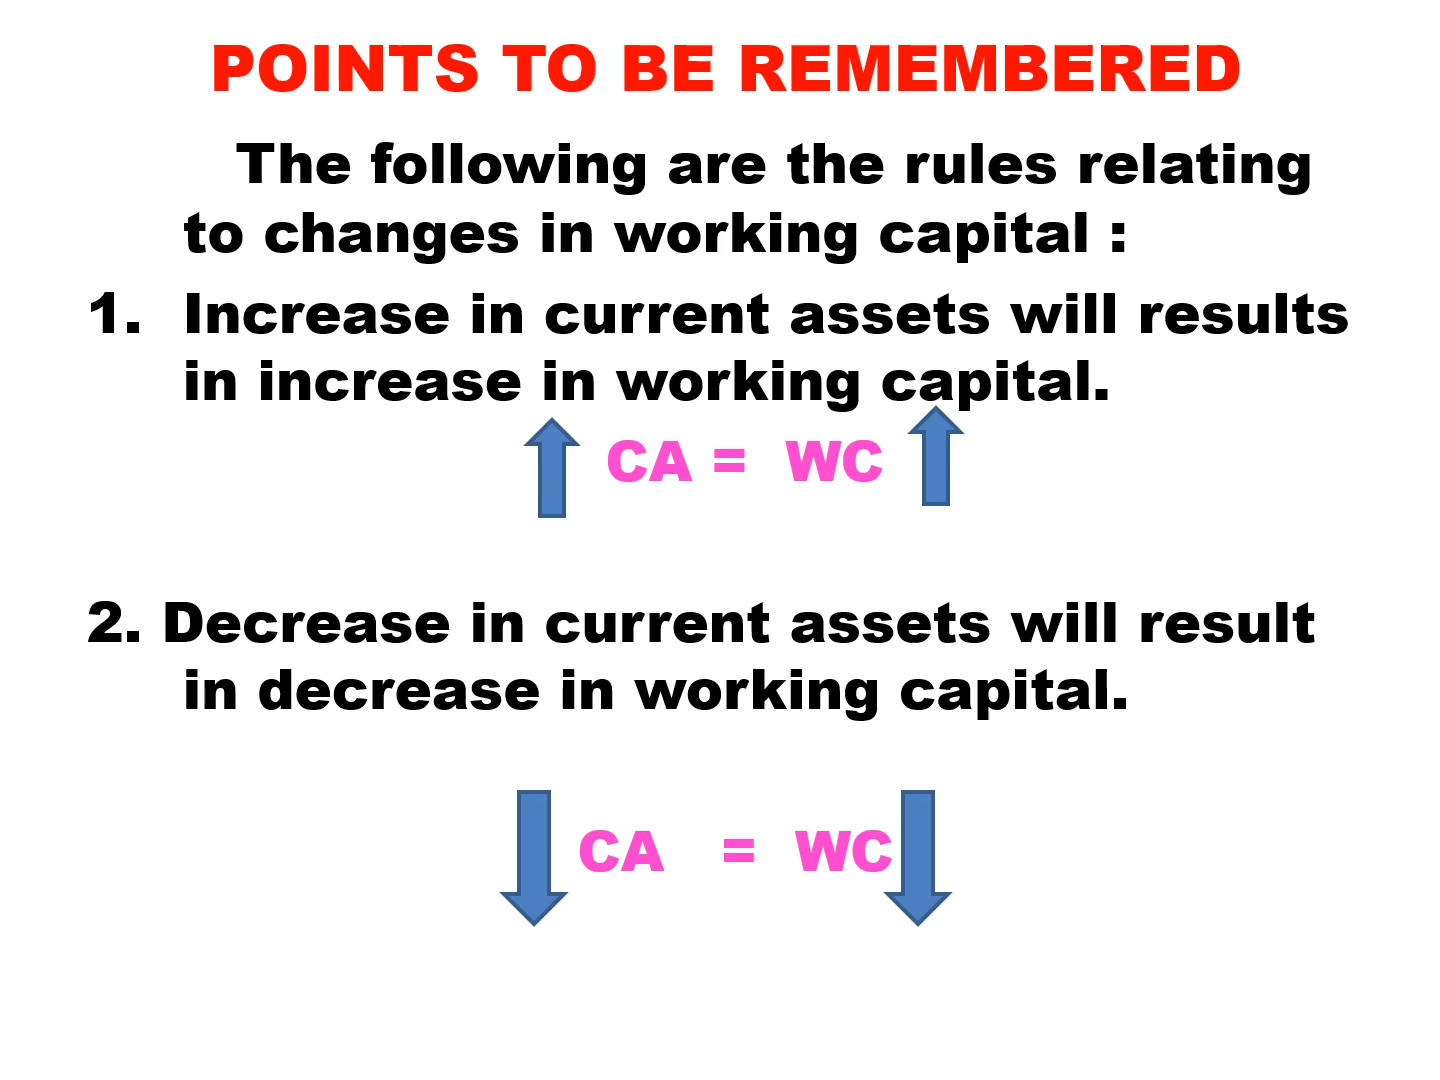 POINTS TO BE REMEMBERED
The following are the rules relating
to changes in working capital :
1. Increase in current assets will results
in increase in working capital.
CA = WC
2. Decrease in current assets will result
in decrease in working capital.
CA = WC